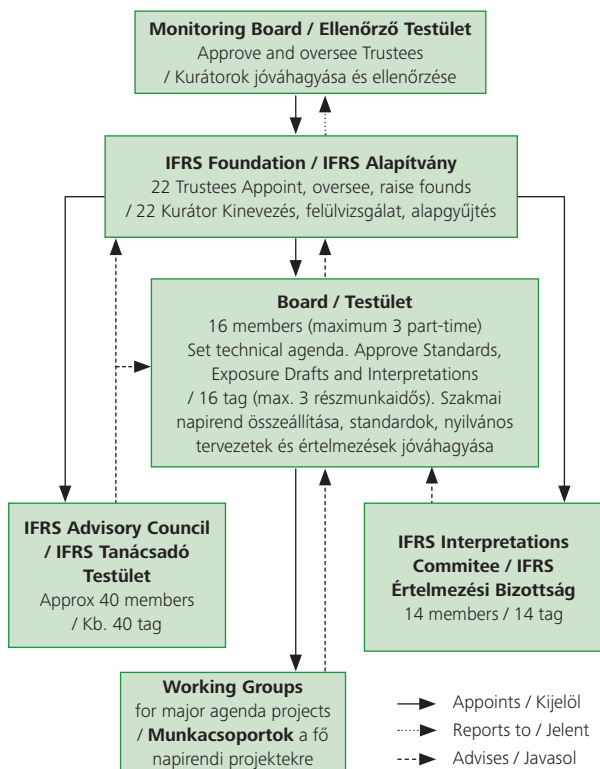 Monitoring Board / Ellenőrző Testület
Approve and oversee Trustees
/ Kurátorok jóváhagyása és ellenőrzése
IFRS Foundation / IFRS Alapítvány
22 Trustees Appoint, oversee, raise founds
/ 22 Kurátor Kinevezés, felülvizsgálat, alapgyűjtés
Board / Testület
16 members (maximum 3 part-time)
Set technical agenda. Approve Standards,
Exposure Drafts and Interpretations
/ 16 tag (max. 3 részmunkaidős). Szakmai
napirend összeállítása, standardok, nyilvános
tervezetek és értelmezések jóváhagyása
IFRS Advisory Council
/ IFRS Tanácsadó
Testület
Approx 40 members
/ Kb. 40 tag
IFRS Interpretations
Commitee / IFRS
Értelmezési Bizottság
14 members / 14 tag
Working Groups
for major agenda projects
/ Munkacsoportok a fő
napirendi projektekre
Appoints / Kijelöl
Reports to / Jelent
Advises / Javasol